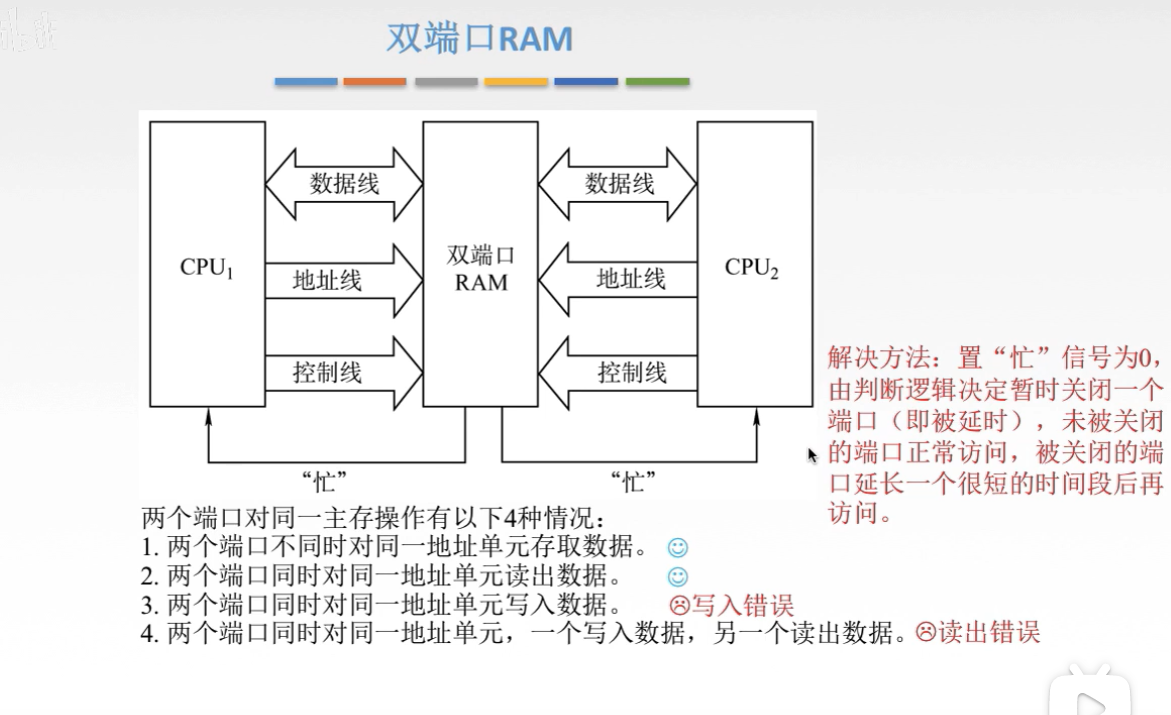 双端口RAM
数据线
数据线
CPU1
双端口
RAM
CPU2
地址线
地址线
控制线
控制线
“忙”
“忙”
解决方法：置“忙”信号为0，
由判断逻辑决定暂时关闭一个
端口（即被延时），未被关闭
的端口正常访问，被关闭的端
口延长一个很短的时间段后再
访问。
两个端口对同一主存操作有以下4种情况：
1. 两个端口不同时对同一地址单元存取数据。
2. 两个端口同时对同一地址单元读出数据。
3. 两个端口同时对同一地址单元写入数据。 写入错误
4. 两个端口同时对同一地址单元，一个写入数据，另一个读出数据。读出错误